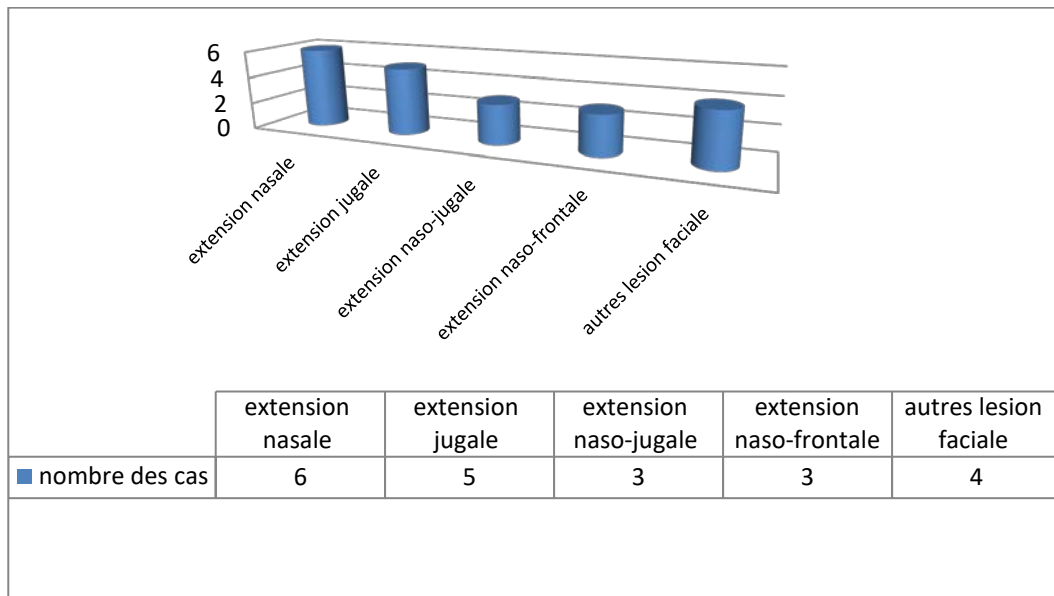 6
4
2
0
extension nasale
extension jugale
extension naso-jugale
extension naso-frontale
autres lesion faciale
extension nasale
extension jugale
extension naso-jugale
extension naso-frontale
autres lesion faciale
nombre des cas 6 5 3 3 4